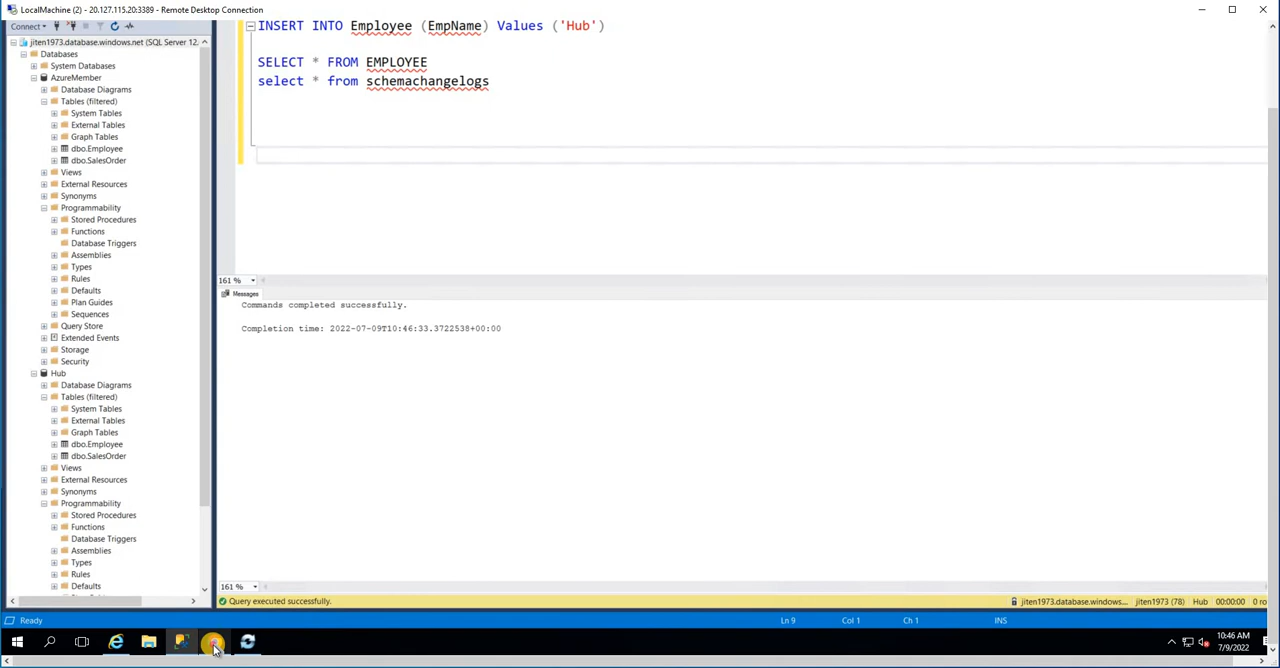 LocalMachine (2) - 20.127.115.20:3389 - Remote Desktop Connection
Connect
jiten1973.database.windows.net (SQL Server 12.
Databases
System Databases
AzureMember
Database Diagrams
Tables (filtered)
System Tables
External Tables
Graph Tables
dbo.Employee
dbo.SalesOrder
Views
External Resources
Synonyms
Programmability
Stored Procedures
Functions
Database Triggers
Assemblies
Types
Rules
Defaults
Plan Guides
Sequences
Query Store
Extended Events
Storage
Security
Hub
Database Diagrams
Tables (filtered)
System Tables
External Tables
Graph Tables
dbo.Employee
dbo.SalesOrder
Views
External Resources
Synonyms
Programmability
Stored Procedures
Functions
Database Triggers
Assemblies
Types
Rules
Defaults
INSERT INTO Employee (EmpName) Values ('Hub')
SELECT * FROM EMPLOYEE
select * from schemachangelogs
161 %
Messages
Commands completed successfully.
Completion time: 2022-07-09T10:46:33.3722538+00:00
161 %
Query executed successfully.
jiten1973.database.windows... jiten1973 (78) Hub 00:00:00 0 ro
Ready
Ln 9 Col 1 Ch 1 INS
10:46 AM
7/9/2022